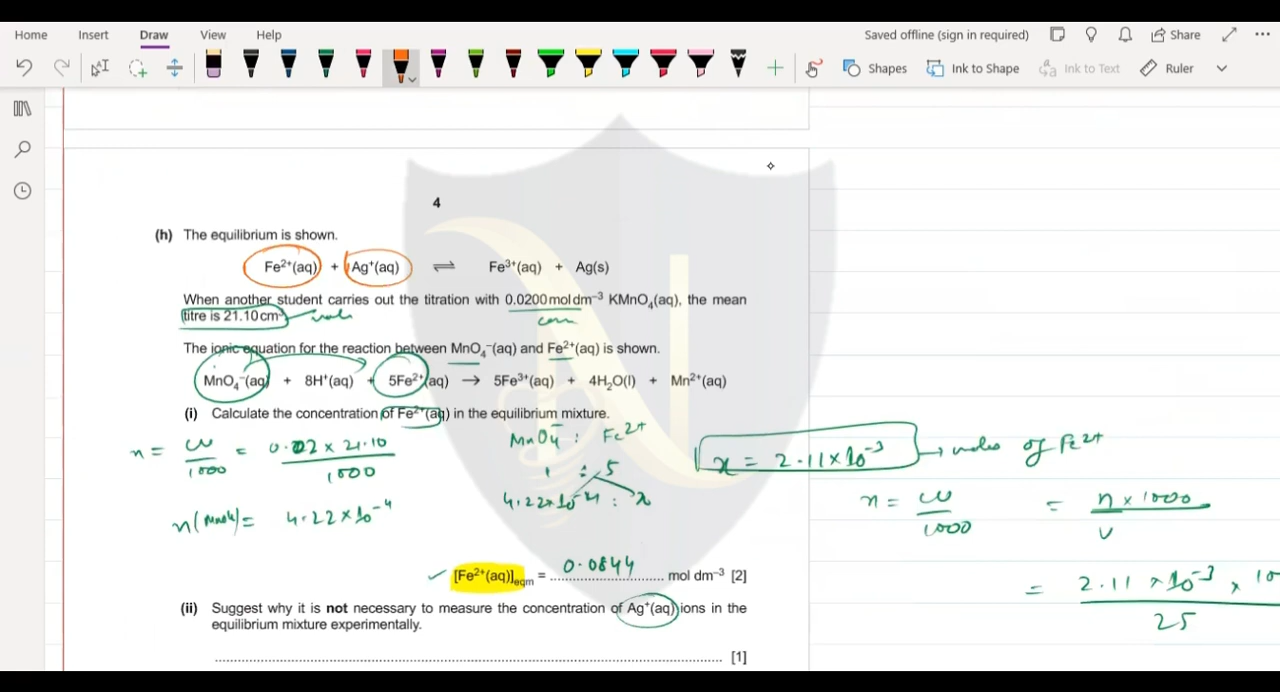 Home Insert Draw View Help Saved offline (sign in required) Share
Shapes Ink to Shape Ink to Text Ruler
4
(h) The equilibrium is shown.
Fe²⁺(aq) + Ag⁺(aq) ⇌ Fe³⁺(aq) + Ag(s)
When another student carries out the titration with 0.0200 mol dm⁻³ KMnO₄(aq), the mean
titre is 21.10 cm³
The ionic equation for the reaction between MnO₄⁻(aq) and Fe²⁺(aq) is shown.
MnO₄⁻(aq) + 8H⁺(aq) + 5Fe²⁺(aq) → 5Fe³⁺(aq) + 4H₂O(l) + Mn²⁺(aq)
(i) Calculate the concentration of Fe²⁺(aq) in the equilibrium mixture.
n = cv/1000 = 0.02 × 21.10/1000
n(MnO4) = 4.22 × 10⁻⁴
MnO₄⁻ : Fe²⁺
1 : 5
4.22×10⁻⁴ : x
x = 2.11 × 10⁻³ → moles of Fe²⁺
n = cv/1000 = n × 1000/v
= 2.11 × 10⁻³ × 10/25
[Fe²⁺(aq)]eqm = 0.0844 mol dm⁻³ [2]
(ii) Suggest why it is not necessary to measure the concentration of Ag⁺(aq) ions in the
equilibrium mixture experimentally.
[1]